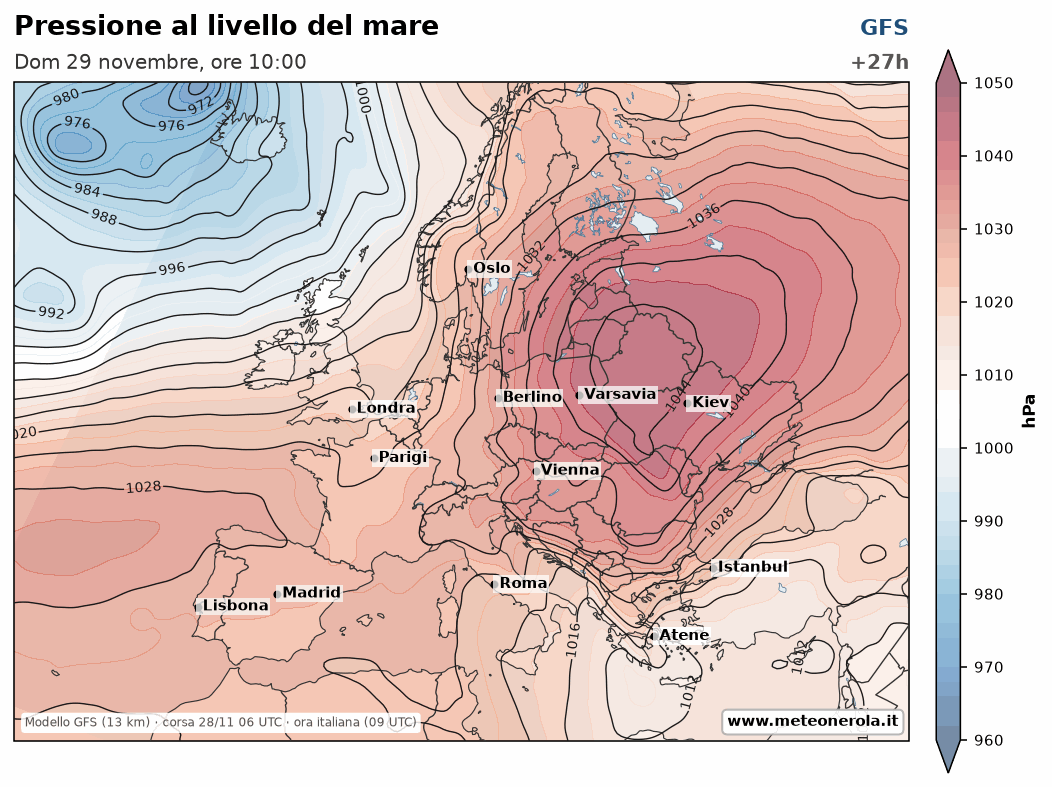 Pressione al livello del mare
GFS
Dom 29 novembre, ore 10:00
+27h
980
972
1000
976
976
984
988
996
992
1036
1032
Oslo
Londra
Berlino
Varsavia
Kiev
1044
1040
020
Parigi
Vienna
1028
1028
Istanbul
Roma
Madrid
Lisbona
Atene
1016
1012
1012
Modello GFS (13 km) · corsa 28/11 06 UTC · ora italiana (09 UTC)
www.meteonerola.it
1050
1040
1030
1020
1010
1000
990
980
970
960
hPa